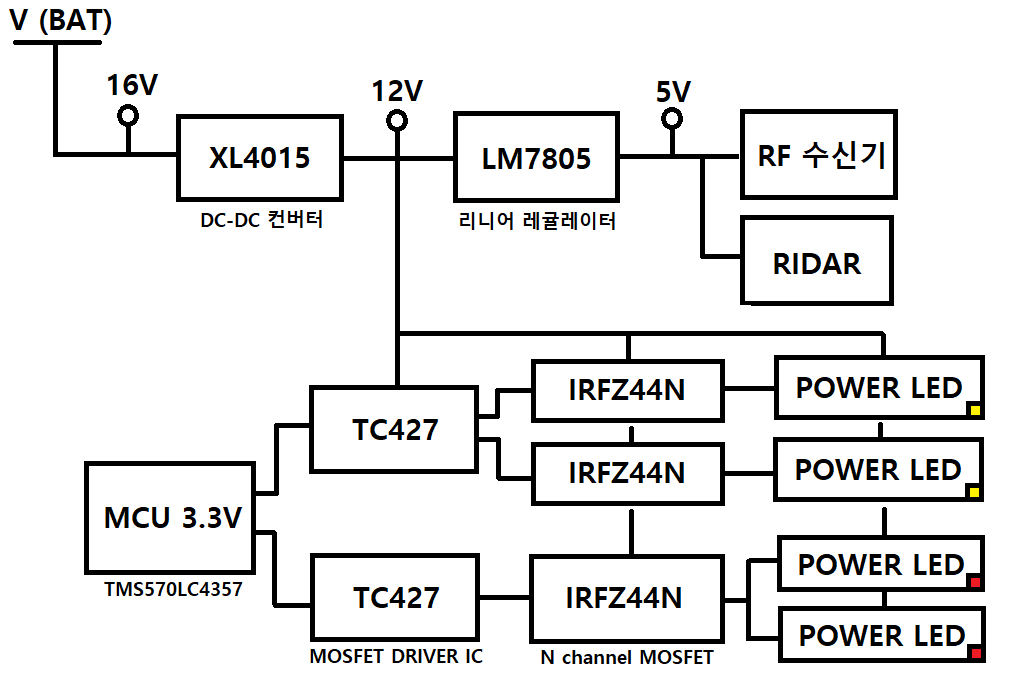 V (BAT)
16V
12V
5V
XL4015
LM7805
RF 수신기
DC-DC 컨버터
리니어 레귤레이터
RIDAR
IRFZ44N
POWER LED
TC427
IRFZ44N
POWER LED
MCU 3.3V
TMS570LC4357
POWER LED
TC427
IRFZ44N
POWER LED
MOSFET DRIVER IC
N channel MOSFET